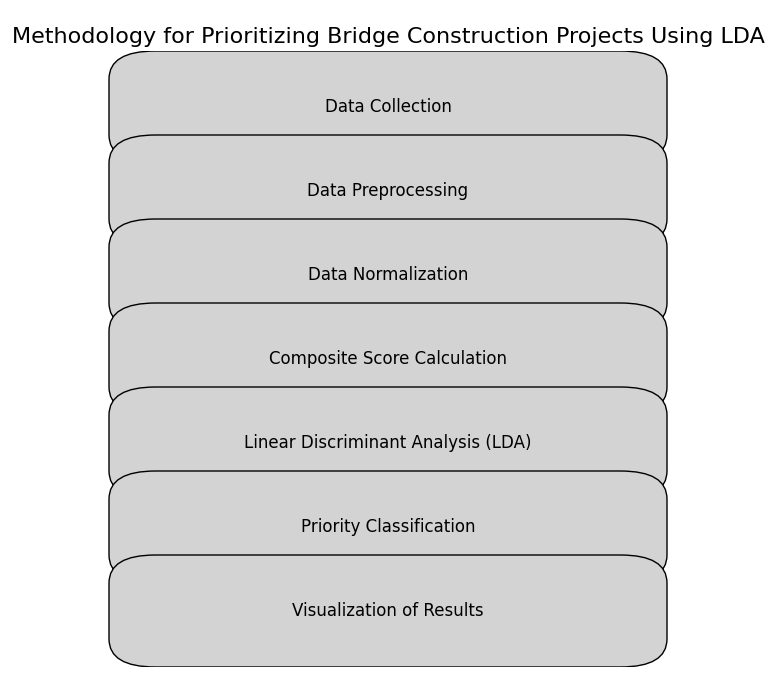 Methodology for Prioritizing Bridge Construction Projects Using LDA
Data Collection
Data Preprocessing
Data Normalization
Composite Score Calculation
Linear Discriminant Analysis (LDA)
Priority Classification
Visualization of Results